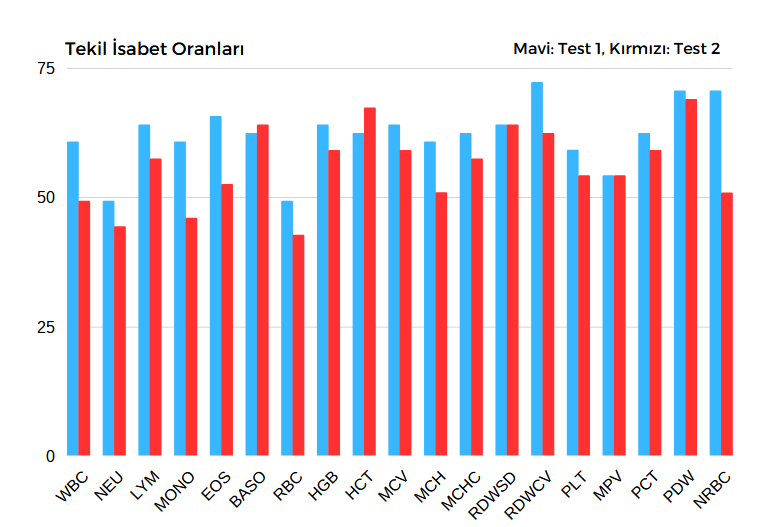 Tekil İsabet Oranları
Mavi: Test 1, Kırmızı: Test 2
75
50
25
0
WBC
NEU
LYM
MONO
EOS
BASO
RBC
HGB
HCT
MCV
MCH
MCHC
RDWSD
RDWCV
PLT
MPV
PCT
PDW
NRBC